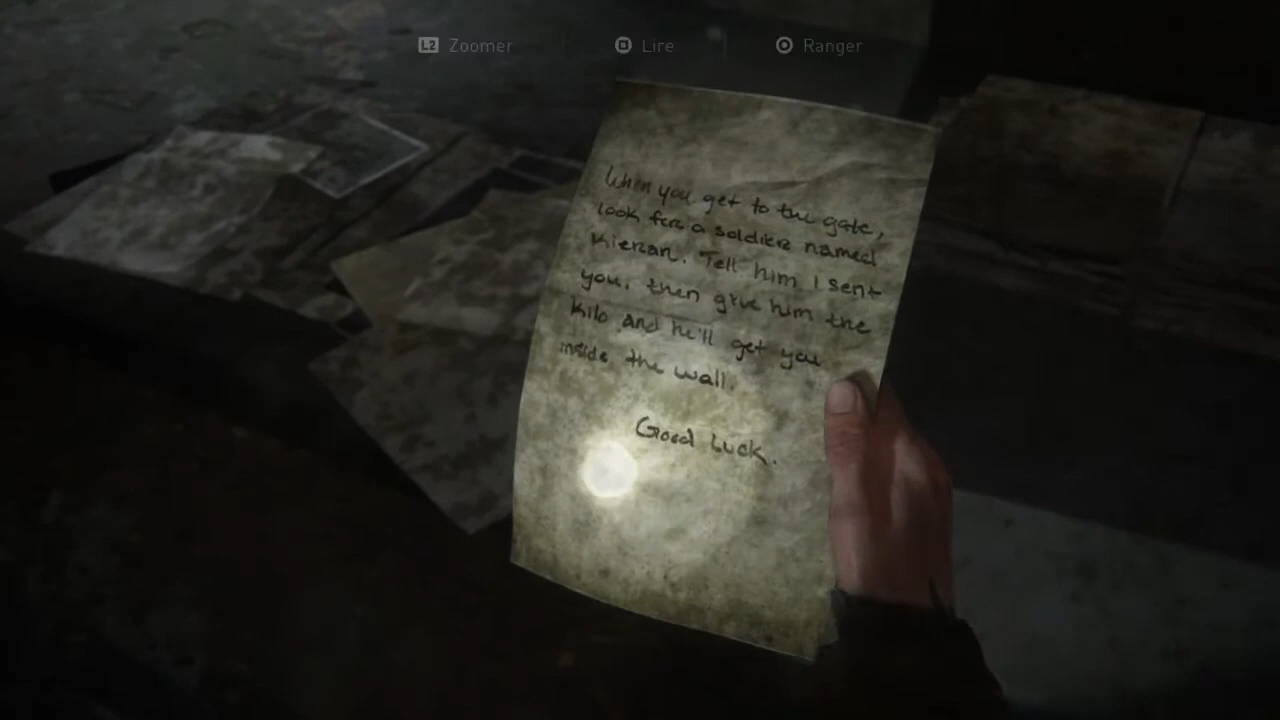 L2 Zoomer Lire Ranger
When you get to the gate,
look for a soldier named
Kieran. Tell him I sent
you, then give him the
kilo and he'll get you
inside the wall.
Good Luck.